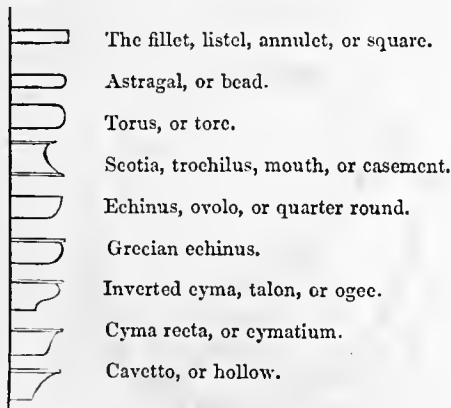 The fillet, listel, annulet, or square.
Astragal, or bead.
Torus, or torc.
Scotia, trochilus, mouth, or casement.
Echinus, ovolo, or quarter round.
Grecian echinus.
Inverted cyma, talon, or ogee.
Cyma recta, or cymatium.
Cavetto, or hollow.